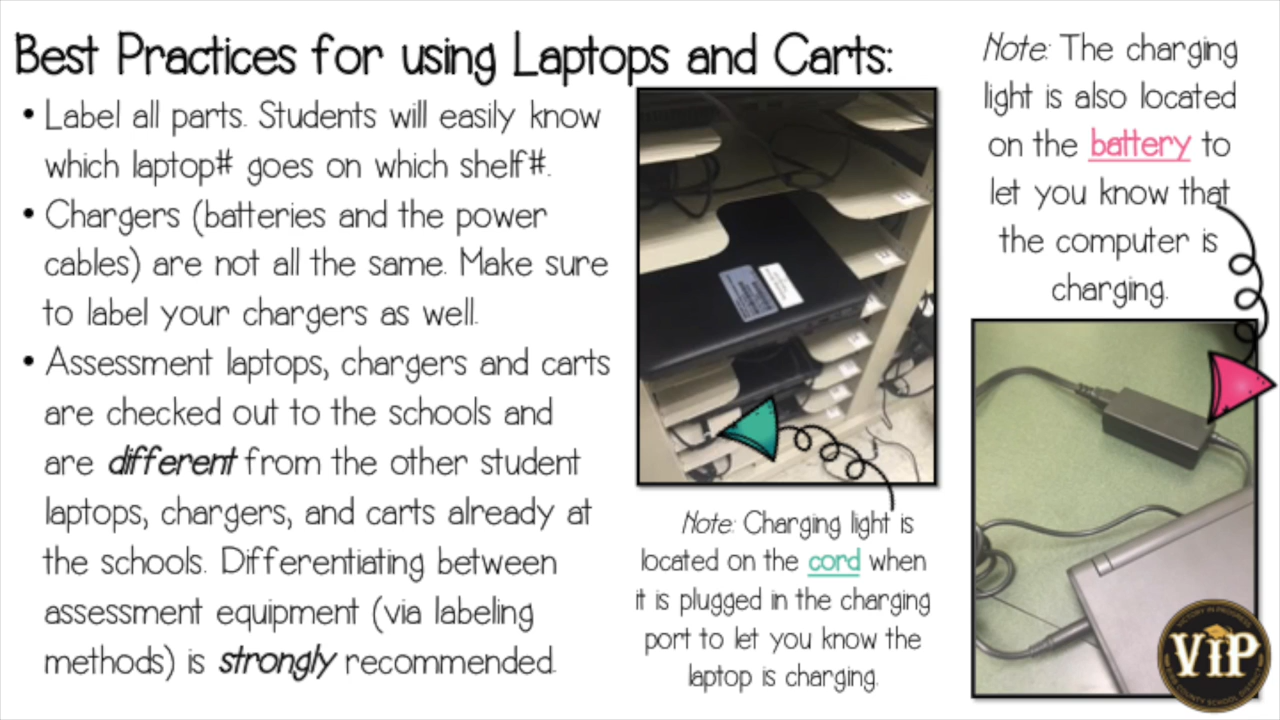 Best Practices for using Laptops and Carts:
• Label all parts. Students will easily know
which laptop# goes on which shelf#.
• Chargers (batteries and the power
cables) are not all the same. Make sure
to label your chargers as well.
• Assessment laptops, chargers and carts
are checked out to the schools and
are different from the other student
laptops, chargers, and carts already at
the schools. Differentiating between
assessment equipment (via labeling
methods) is strongly recommended.
Note: Charging light is
located on the cord when
it is plugged in the charging
port to let you know the
laptop is charging.
Note: The charging
light is also located
on the battery to
let you know that
the computer is
charging.
VICTORY IN PROGRESS
VIP
COUNTY SCHOOL DISTRICT